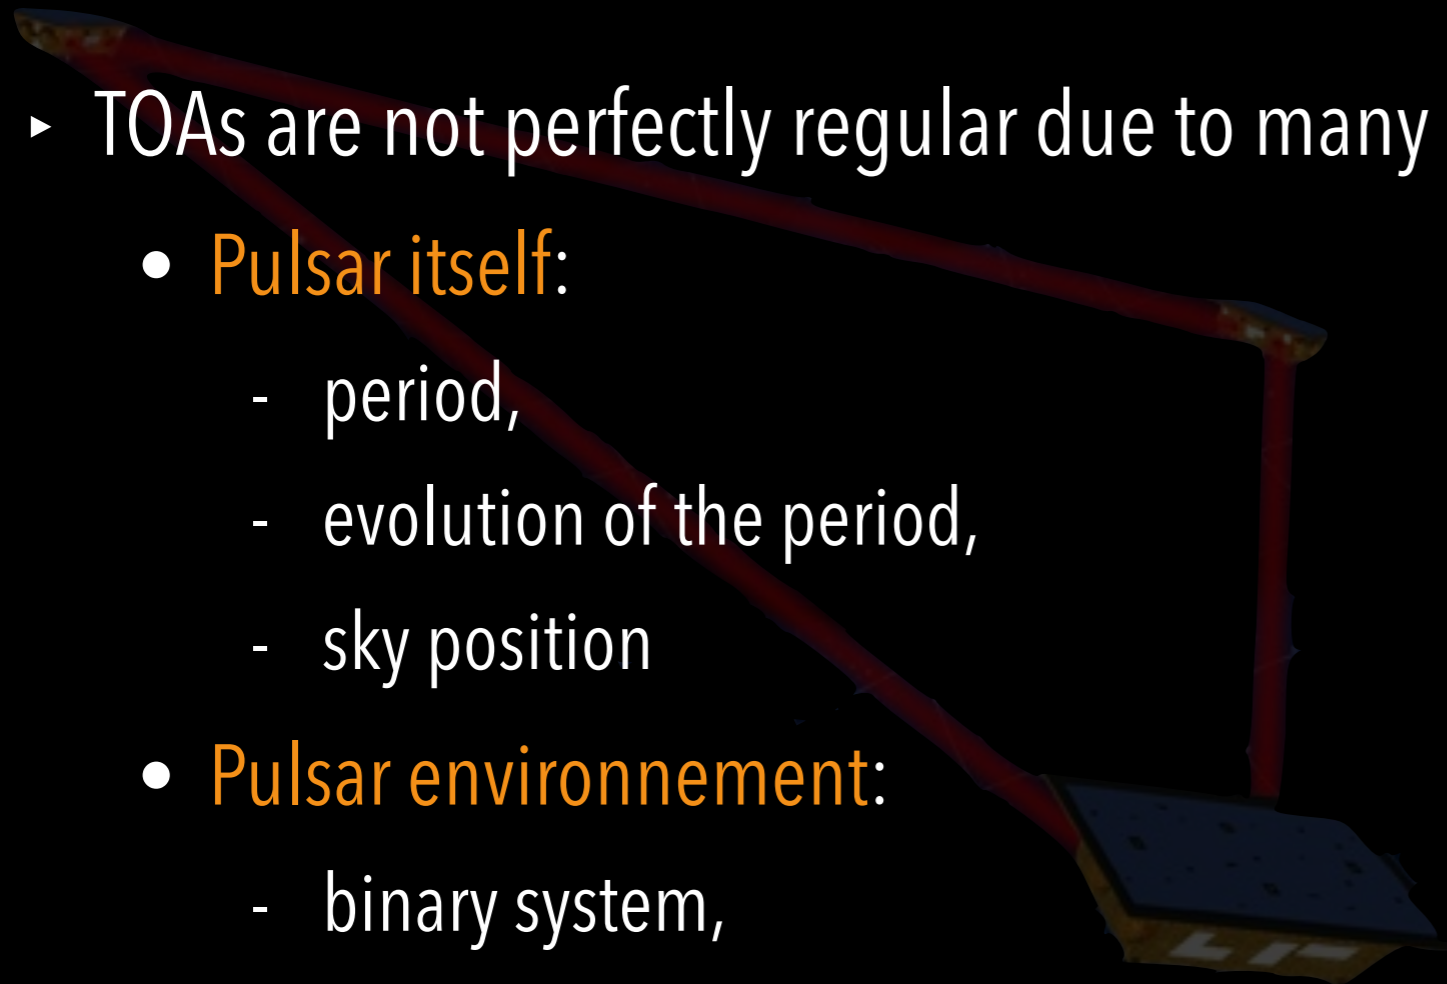 ▸ TOAs are not perfectly regular due to many
• Pulsar itself:
- period,
- evolution of the period,
- sky position
• Pulsar environnement:
- binary system,